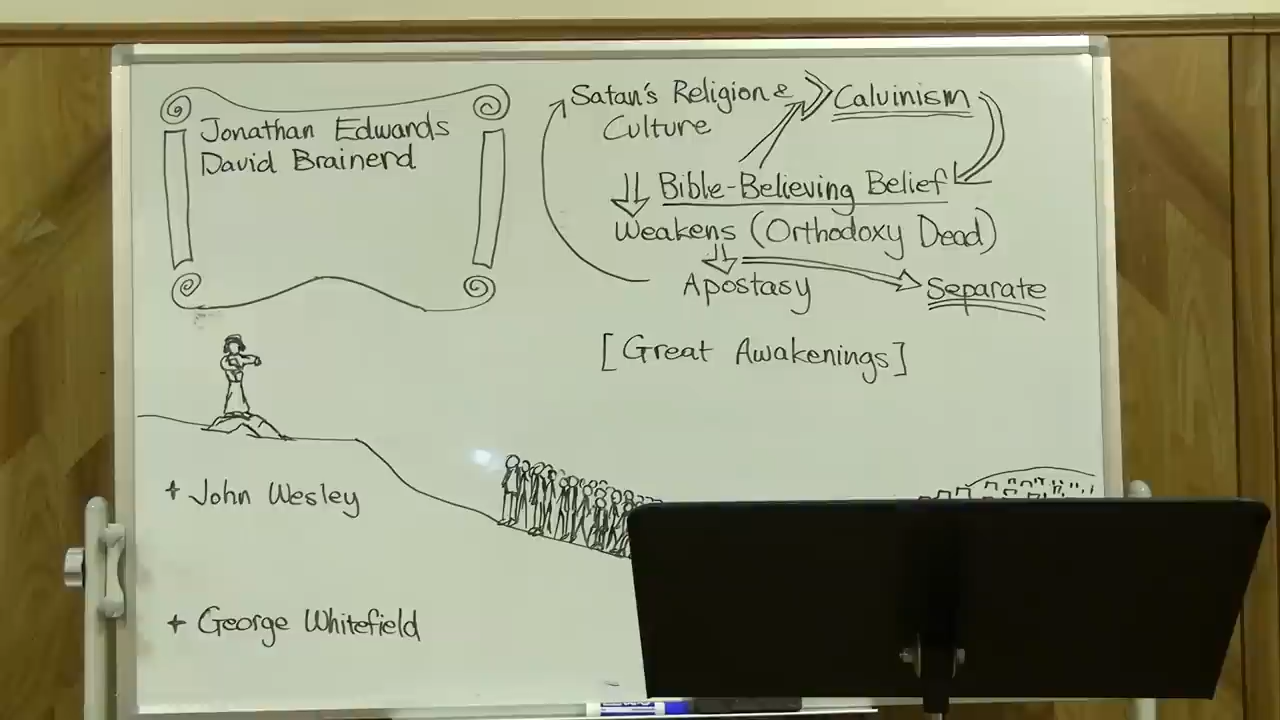 Jonathan Edwards
David Brainerd
Satan's Religion &
Culture
Calvinism
Bible-Believing Belief
Weakens (Orthodoxy Dead)
Apostasy
Separate
[Great Awakenings]
+ John Wesley
+ George Whitefield